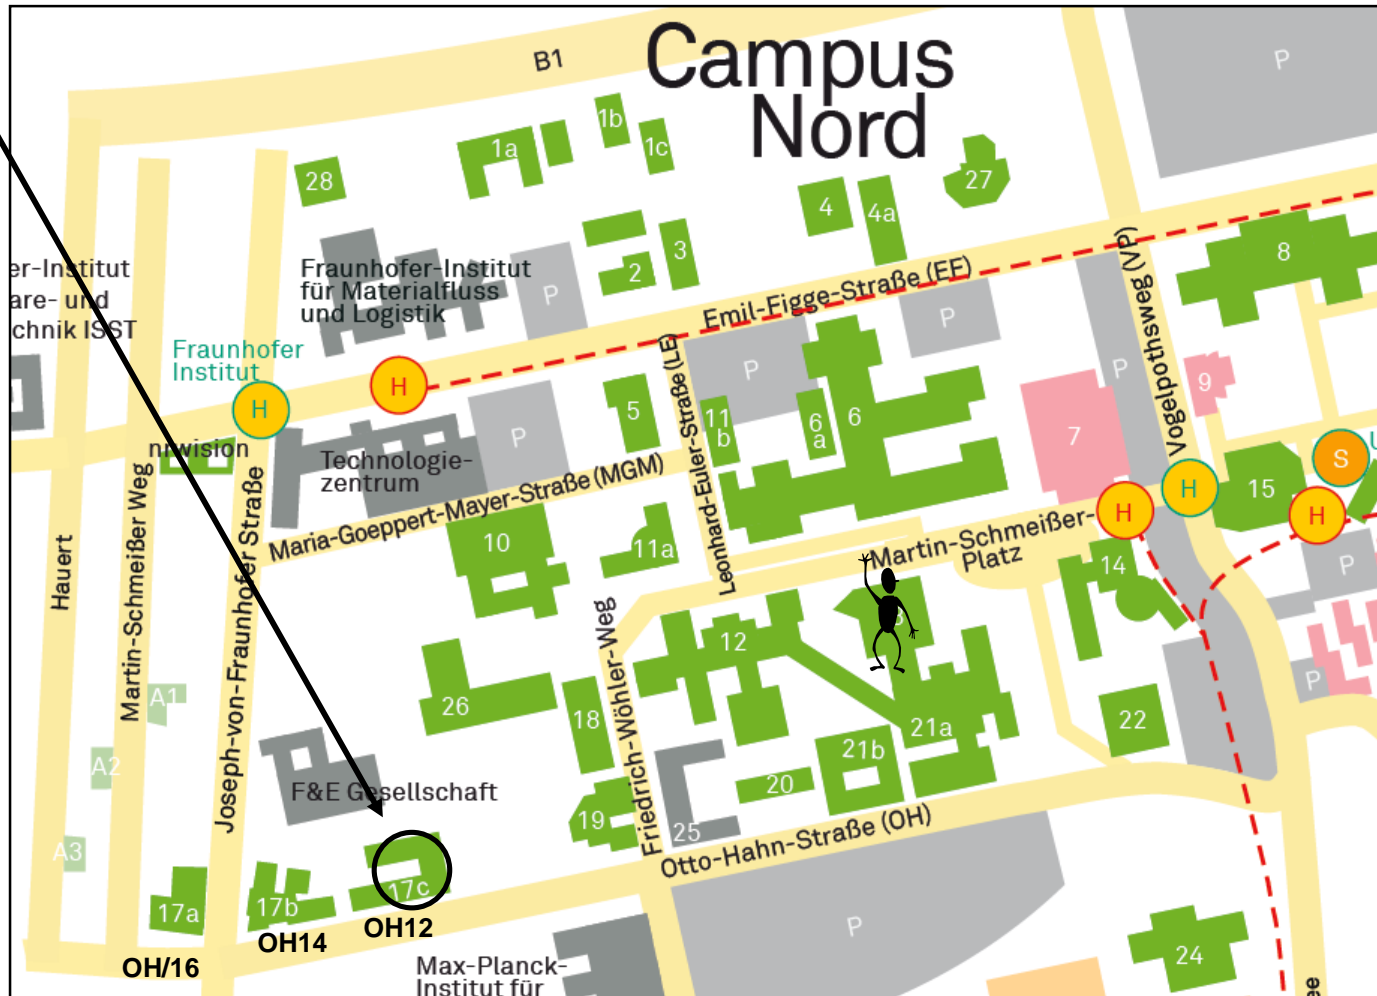 Campus
Nord
B1
P
1b
1a
1c
28
27
4
4a
3
2
8
er-Institut
are- und
chnik ISST
Fraunhofer-Institut
für Materialfluss
und Logistik
P
Emil-Figge-Straße (EF)
P
Vogelpothsweg (VP)
Fraunhofer
Institut
H
H
P
P
9
5
11
b
6
a
6
7
Leonhard-Euler-Straße (LE)
nrwision
Technologie-
zentrum
P
Maria-Goeppert-Mayer-Straße (MGM)
S
U
H
15
H
H
10
11a
Martin-Schmeißer-
Platz
14
P
Hauert
Martin-Schmeißer Weg
Joseph-von-Fraunhofer Straße
Friedrich-Wöhler-Weg
12
26
18
21a
22
P
A1
A2
A3
21b
20
F&E Gesellschaft
19
25
Otto-Hahn-Straße (OH)
17a
17b
17c
OH/16
OH14
OH12
P
24
Max-Planck-
Institut für
ee